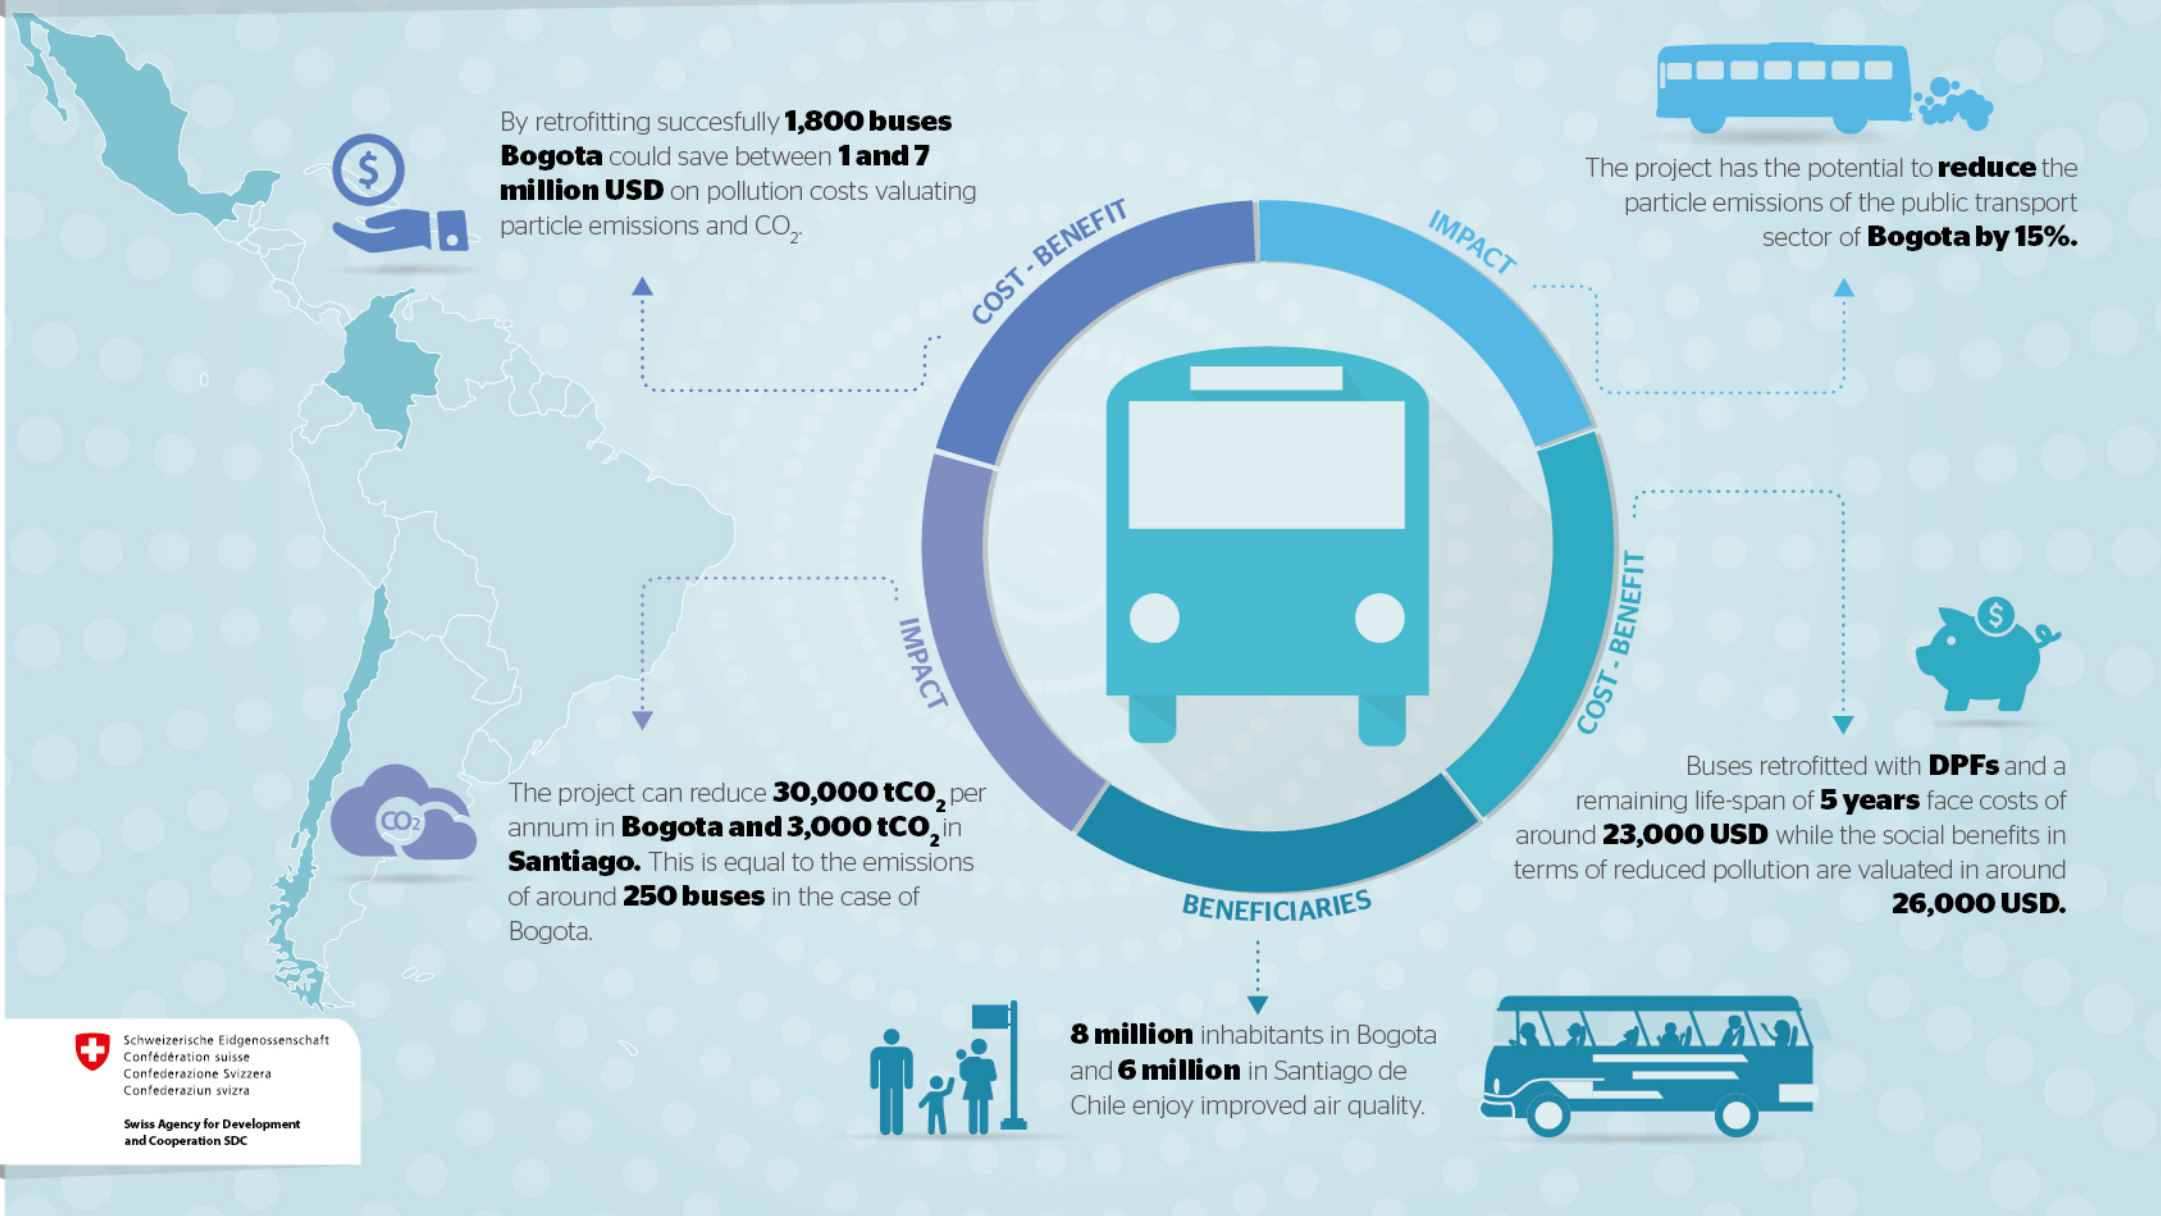 By retrofitting succesfully 1,800 buses
Bogota could save between 1 and 7
million USD on pollution costs valuating
particle emissions and CO2.
The project has the potential to reduce the
particle emissions of the public transport
sector of Bogota by 15%.
COST - BENEFIT
IMPACT
COST - BENEFIT
IMPACT
BENEFICIARIES
$
$
CO2
The project can reduce 30,000 tCO2 per
annum in Bogota and 3,000 tCO2 in
Santiago. This is equal to the emissions
of around 250 buses in the case of
Bogota.
Buses retrofitted with DPFs and a
remaining life-span of 5 years face costs of
around 23,000 USD while the social benefits in
terms of reduced pollution are valuated in around
26,000 USD.
8 million inhabitants in Bogota
and 6 million in Santiago de
Chile enjoy improved air quality.
Schweizerische Eidgenossenschaft
Confédération suisse
Confederazione Svizzera
Confederaziun svizra
Swiss Agency for Development
and Cooperation SDC